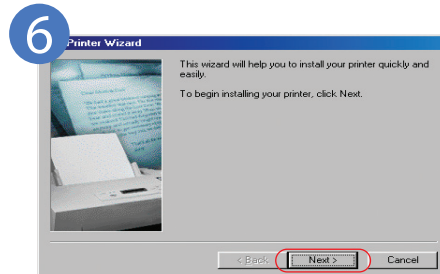 6
Printer Wizard
This wizard will help you to install your printer quickly and
easily.
To begin installing your printer, click Next.
< Back
Next >
Cancel